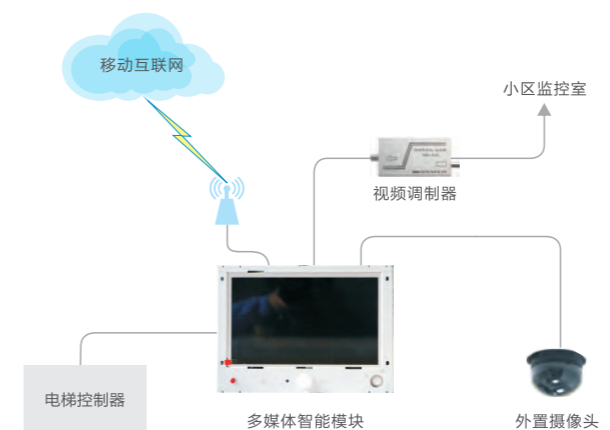 移动互联网
小区监控室
视频调制器
电梯控制器
多媒体智能模块
外置摄像头